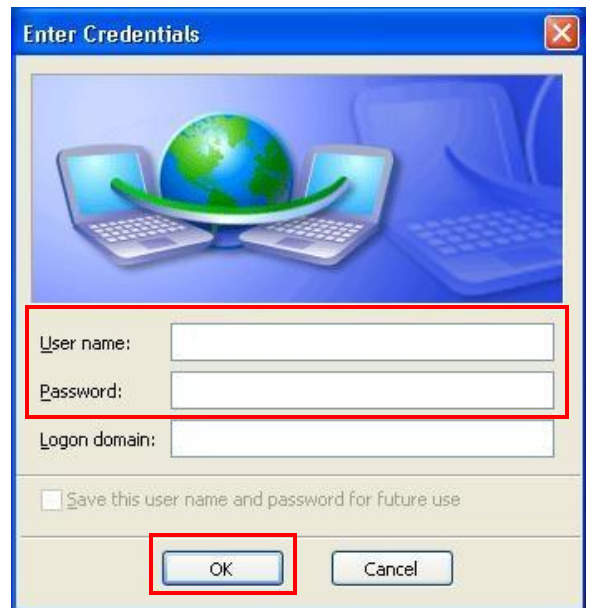 Enter Credentials
User name:
Password:
Logon domain:
Save this user name and password for future use
OK Cancel